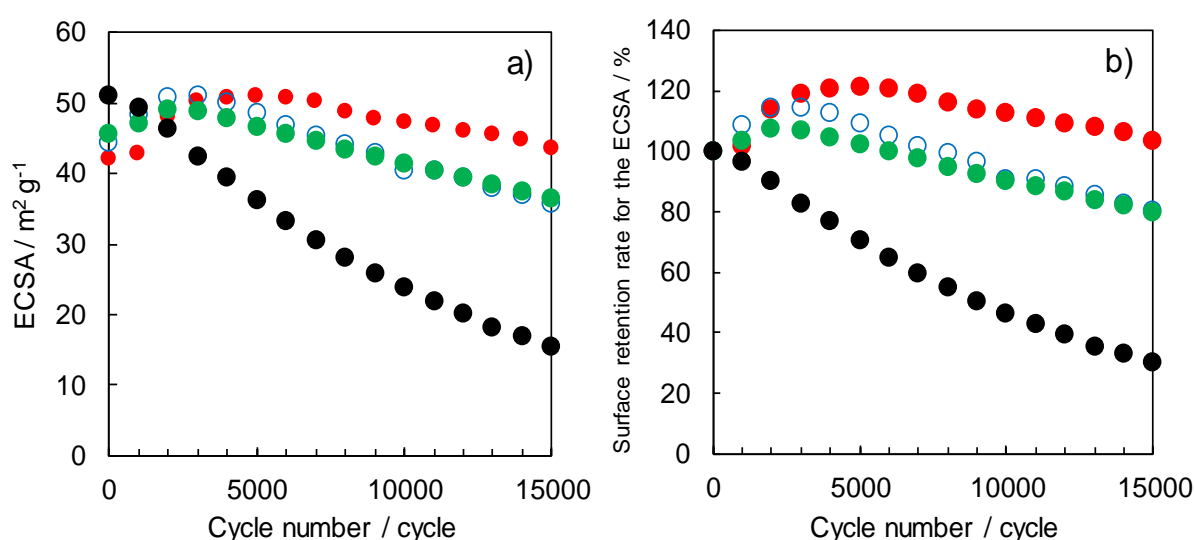 a)
ECSA / m² g⁻¹
60
50
40
30
20
10
0
0 5000 10000 15000
Cycle number / cycle
b)
Surface retention rate for the ECSA / %
140
120
100
80
60
40
20
0
0 5000 10000 15000
Cycle number / cycle